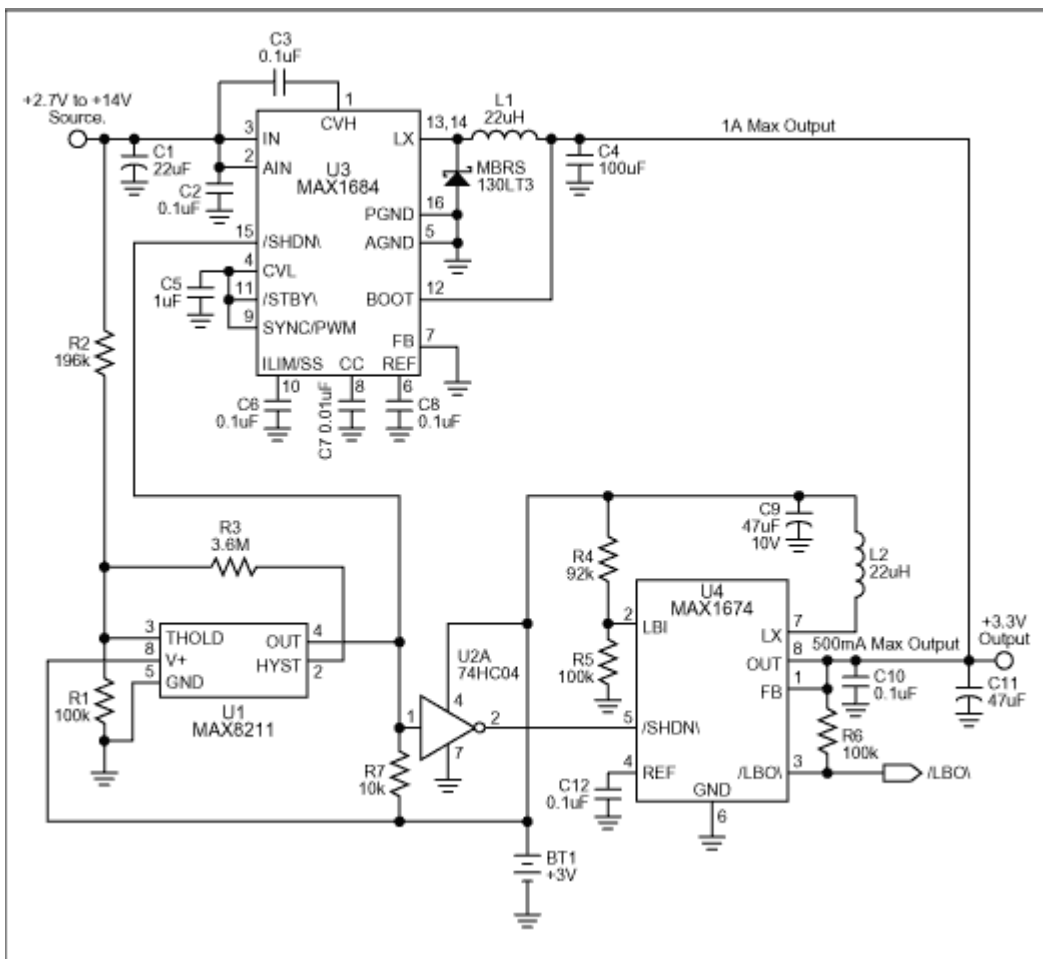 C3
0.1uF
+2.7V to +14V
Source.
1
CVH
13,14
L1
22uH
1A Max Output
3
IN
LX
C1
22uF
2
AIN
U3
MAX1684
MBRS
130LT3
C4
100uF
C2
0.1uF
16
PGND
15
/SHDN\
5
AGND
4
CVL
C5
1uF
11
/STBY\
12
BOOT
9
SYNC/PWM
7
FB
R2
196k
ILIM/SS
CC
REF
10
8
6
C6
0.1uF
C7 0.01uF
C8
0.1uF
R3
3.6M
C9
47uF
10V
R4
92k
L2
22uH
U4
MAX1674
3
THOLD
OUT
4
8
V+
HYST
2
5
GND
R1
100k
U1
MAX8211
U2A
74HC04
4
1
2
7
R7
10k
2
LBI
R5
100k
7
LX
+3.3V
Output
8
500mA Max Output
OUT
1
FB
C10
0.1uF
C11
47uF
5
/SHDN\
R6
100k
4
REF
C12
0.1uF
/LBO\
3
/LBO\
GND
6
BT1
+3V